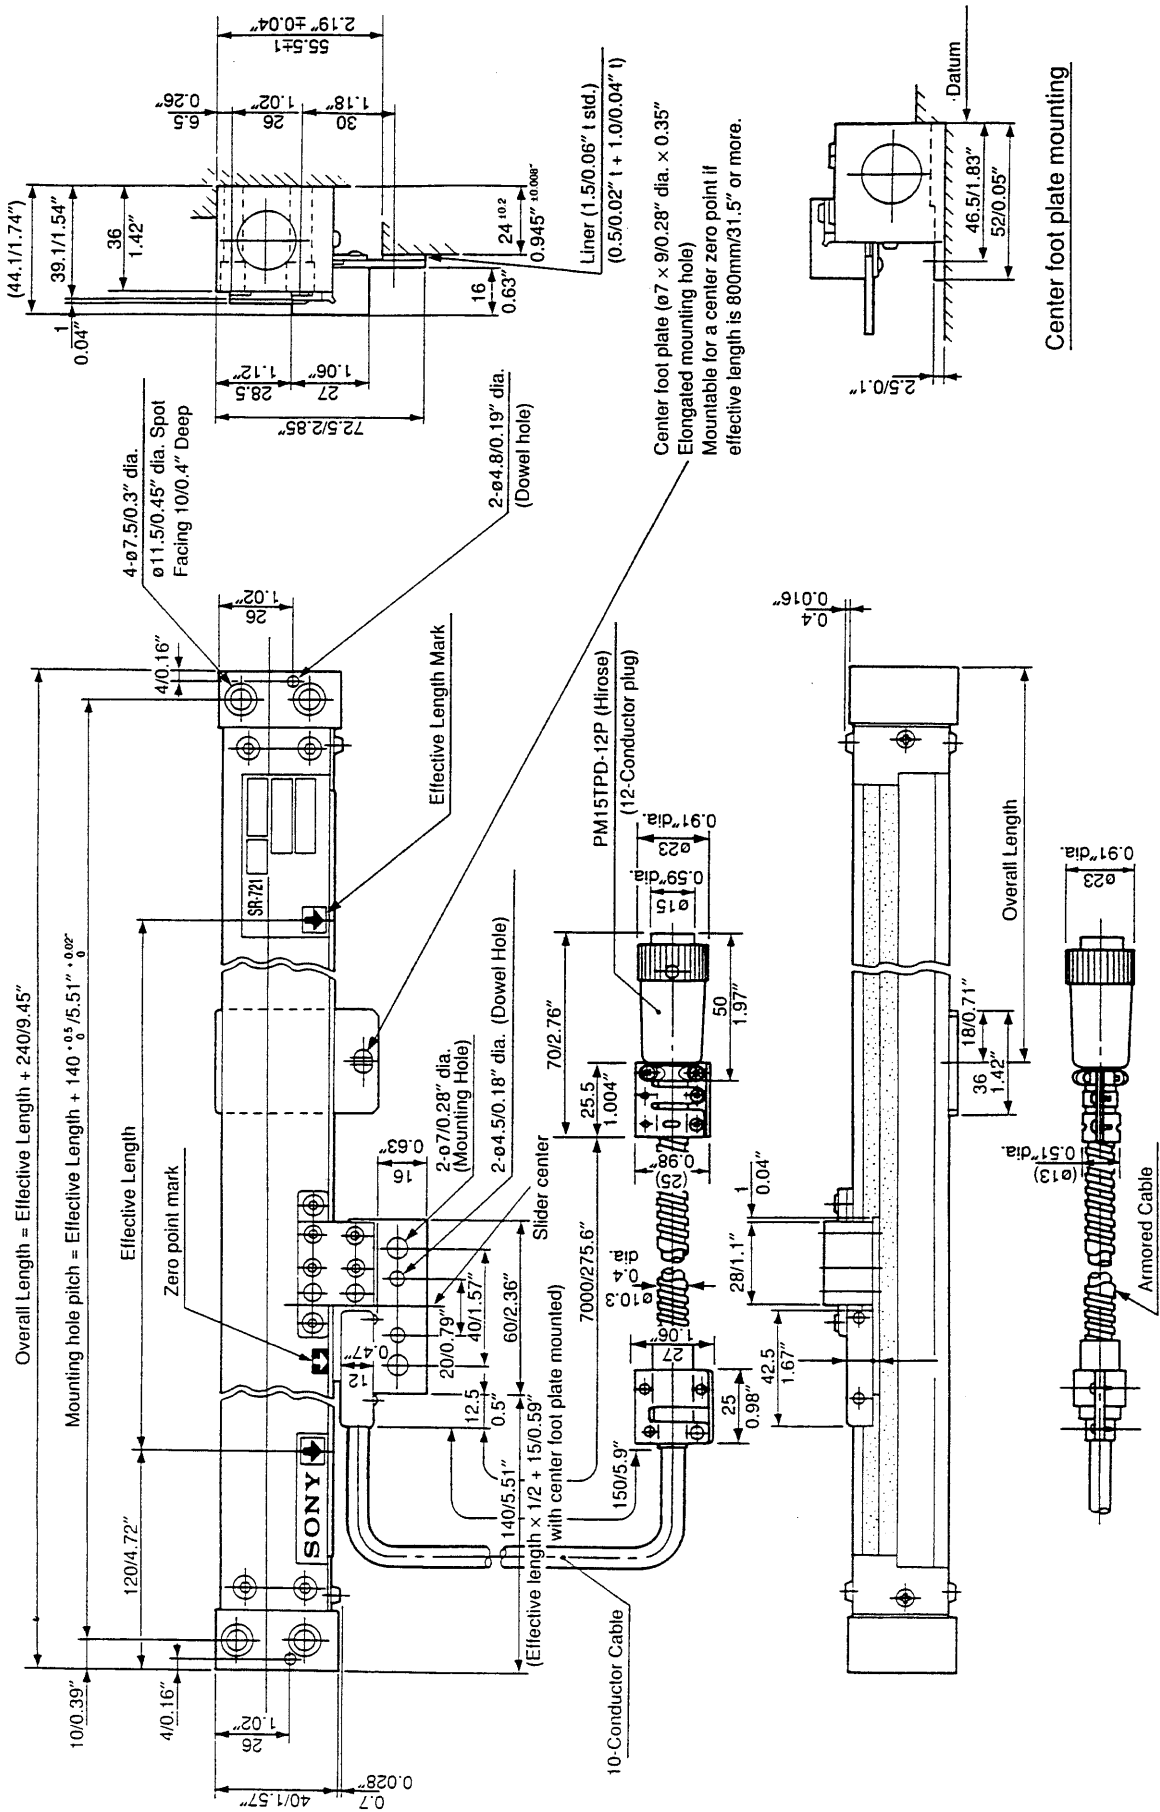 Overall Length = Effective Length + 240/9.45"
Mounting hole pitch = Effective Length + 140 +0.5 0 /5.51" +0.02" 0
Effective Length
Zero point mark
120/4.72"
10/0.39"
4/0.16"
26
1.02"
40/1.57"
0.7
0.028"
SONY
SR-721
4/0.16"
26
1.02"
4-ø7.5/0.3" dia.
ø11.5/0.45" dia. Spot
Facing 10/0.4" Deep
2-ø4.8/0.19" dia.
(Dowel hole)
Effective Length Mark
Center foot plate (ø7 × 9/0.28" dia. × 0.35"
Elongated mounting hole)
Mountable for a center zero point if
effective length is 800mm/31.5" or more.
(44.1/1.74")
39.1/1.54"
36
1.42"
1
0.04"
6.5
0.26"
26
1.02"
30
1.18"
55.5±1
2.19" ±0.04"
28.5
1.12"
27
1.06"
72.5/2.85"
16
0.63"
24 ±0.2
0.945" ±0.008"
Liner (1.5/0.06" t std.)
(0.5/0.02" t + 1.0/0.04" t)
16
0.63"
2-ø7/0.28" dia.
(Mounting Hole)
2-ø4.5/0.18" dia. (Dowel Hole)
Slider center
12
0.47"
20/0.79"
40/1.57"
60/2.36"
12.5
0.5"
140/5.51"
(Effective length × 1/2 + 15/0.59"
with center foot plate mounted)
7000/275.6"
150/5.9"
10-Conductor Cable
27
1.06"
25
0.98"
ø10.3
0.4
dia.
(25)
0.98"
25.5
1.004"
70/2.76"
50
1.97"
ø15
0.59"dia.
ø23
0.91"dia.
PM15TPD-12P (Hirose)
(12-Conductor plug)
0.4
0.016"
1
0.04"
28/1.1"
42.5
1.67"
18/0.71"
36
1.42"
Overall Length
(ø13)
0.51"dia.
ø23
0.91"dia.
Armored Cable
Datum
46.5/1.83"
52/0.05"
2.5/0.1"
Center foot plate mounting